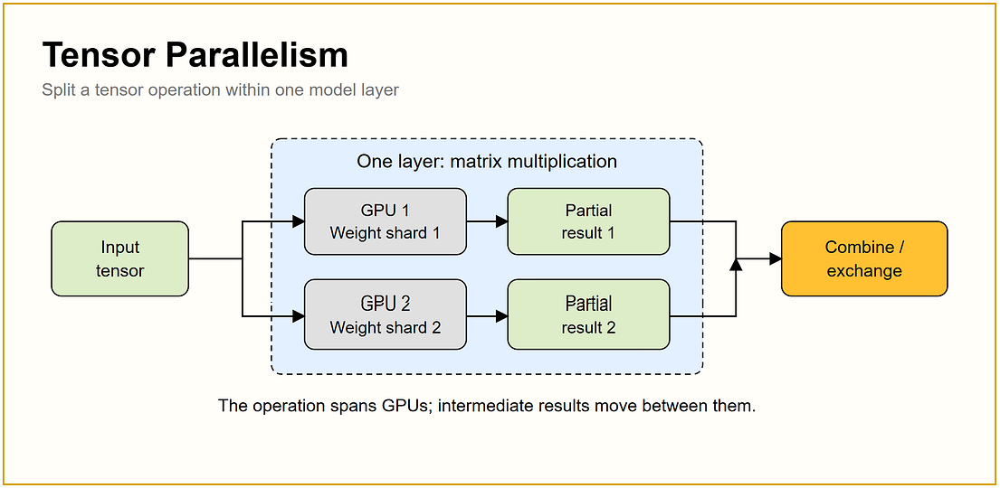 Tensor Parallelism
Split a tensor operation within one model layer
One layer: matrix multiplication
Input
tensor
GPU 1
Weight shard 1
Partial
result 1
GPU 2
Weight shard 2
Partial
result 2
Combine /
exchange
The operation spans GPUs; intermediate results move between them.